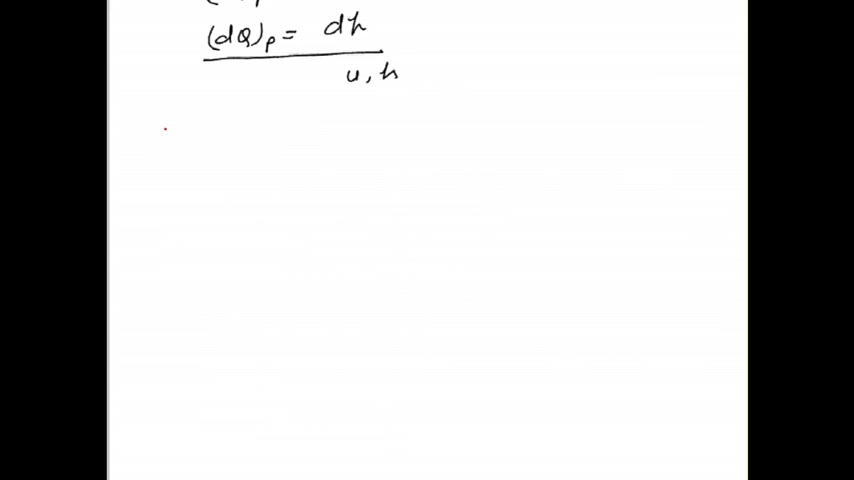 (dQ)ₚ = dh
u, h